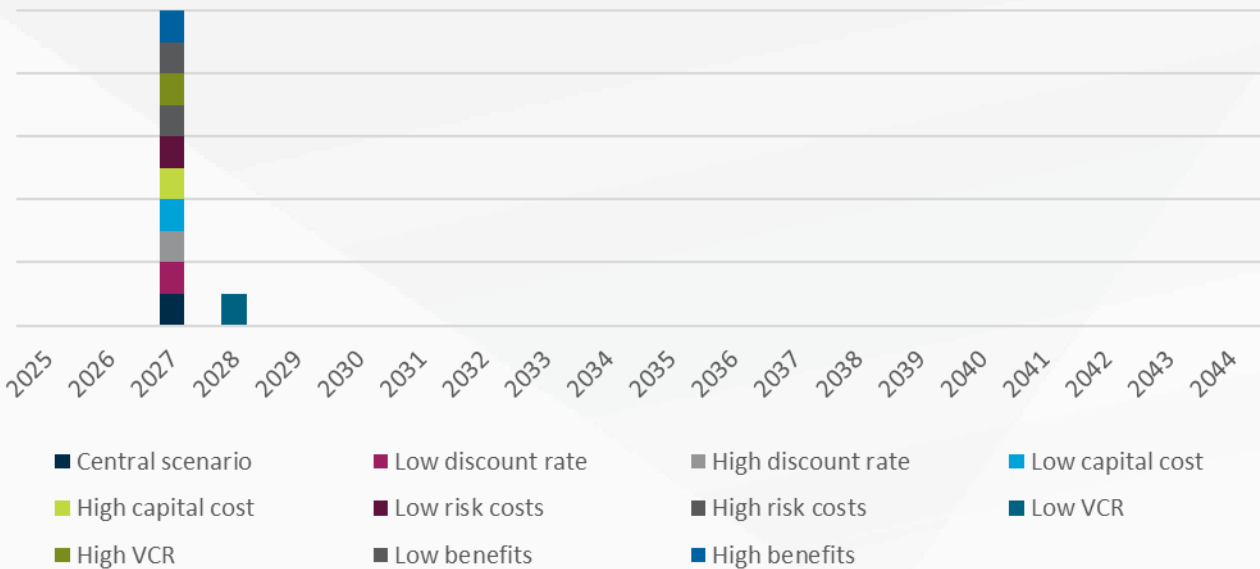 2025 2026 2027 2028 2029 2030 2031 2032 2033 2034 2035 2036 2037 2038 2039 2040 2041 2042 2043 2044
Central scenario Low discount rate High discount rate Low capital cost
High capital cost Low risk costs High risk costs Low VCR
High VCR Low benefits High benefits